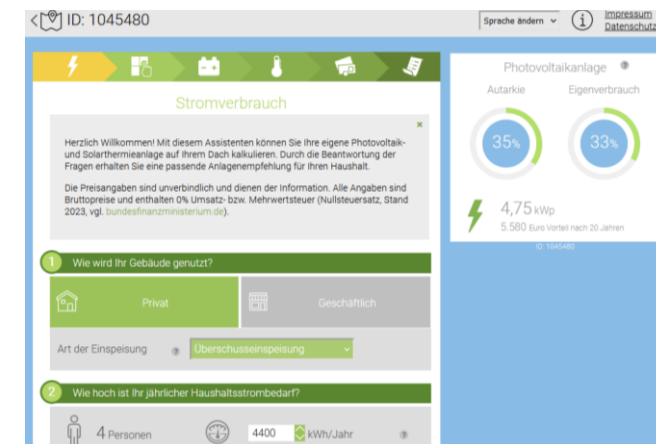 ID: 1045480
Sprache ändern
Impressum
Datenschutz
Stromverbrauch
Herzlich Willkommen! Mit diesem Assistenten können Sie Ihre eigene Photovoltaik-
und Solarthermieanlage auf Ihrem Dach kalkulieren. Durch die Beantwortung der
Fragen erhalten Sie eine passende Anlagenempfehlung für Ihren Haushalt.
Die Preisangaben sind unverbindlich und dienen der Information. Alle Angaben sind
Bruttopreise und enthalten 0% Umsatz- bzw. Mehrwertsteuer (Nullsteuersatz, Stand
2023, vgl. bundesfinanzministerium.de).
1 Wie wird Ihr Gebäude genutzt?
Privat
Geschäftlich
Art der Einspeisung
Überschusseinspeisung
2 Wie hoch ist Ihr jährlicher Haushaltsstrombedarf?
4 Personen
4400 kWh/Jahr
Photovoltaikanlage
Autarkie
Eigenverbrauch
35%
33%
4,75 kWp
5.580 Euro Vorteil nach 20 Jahren
ID: 1045480